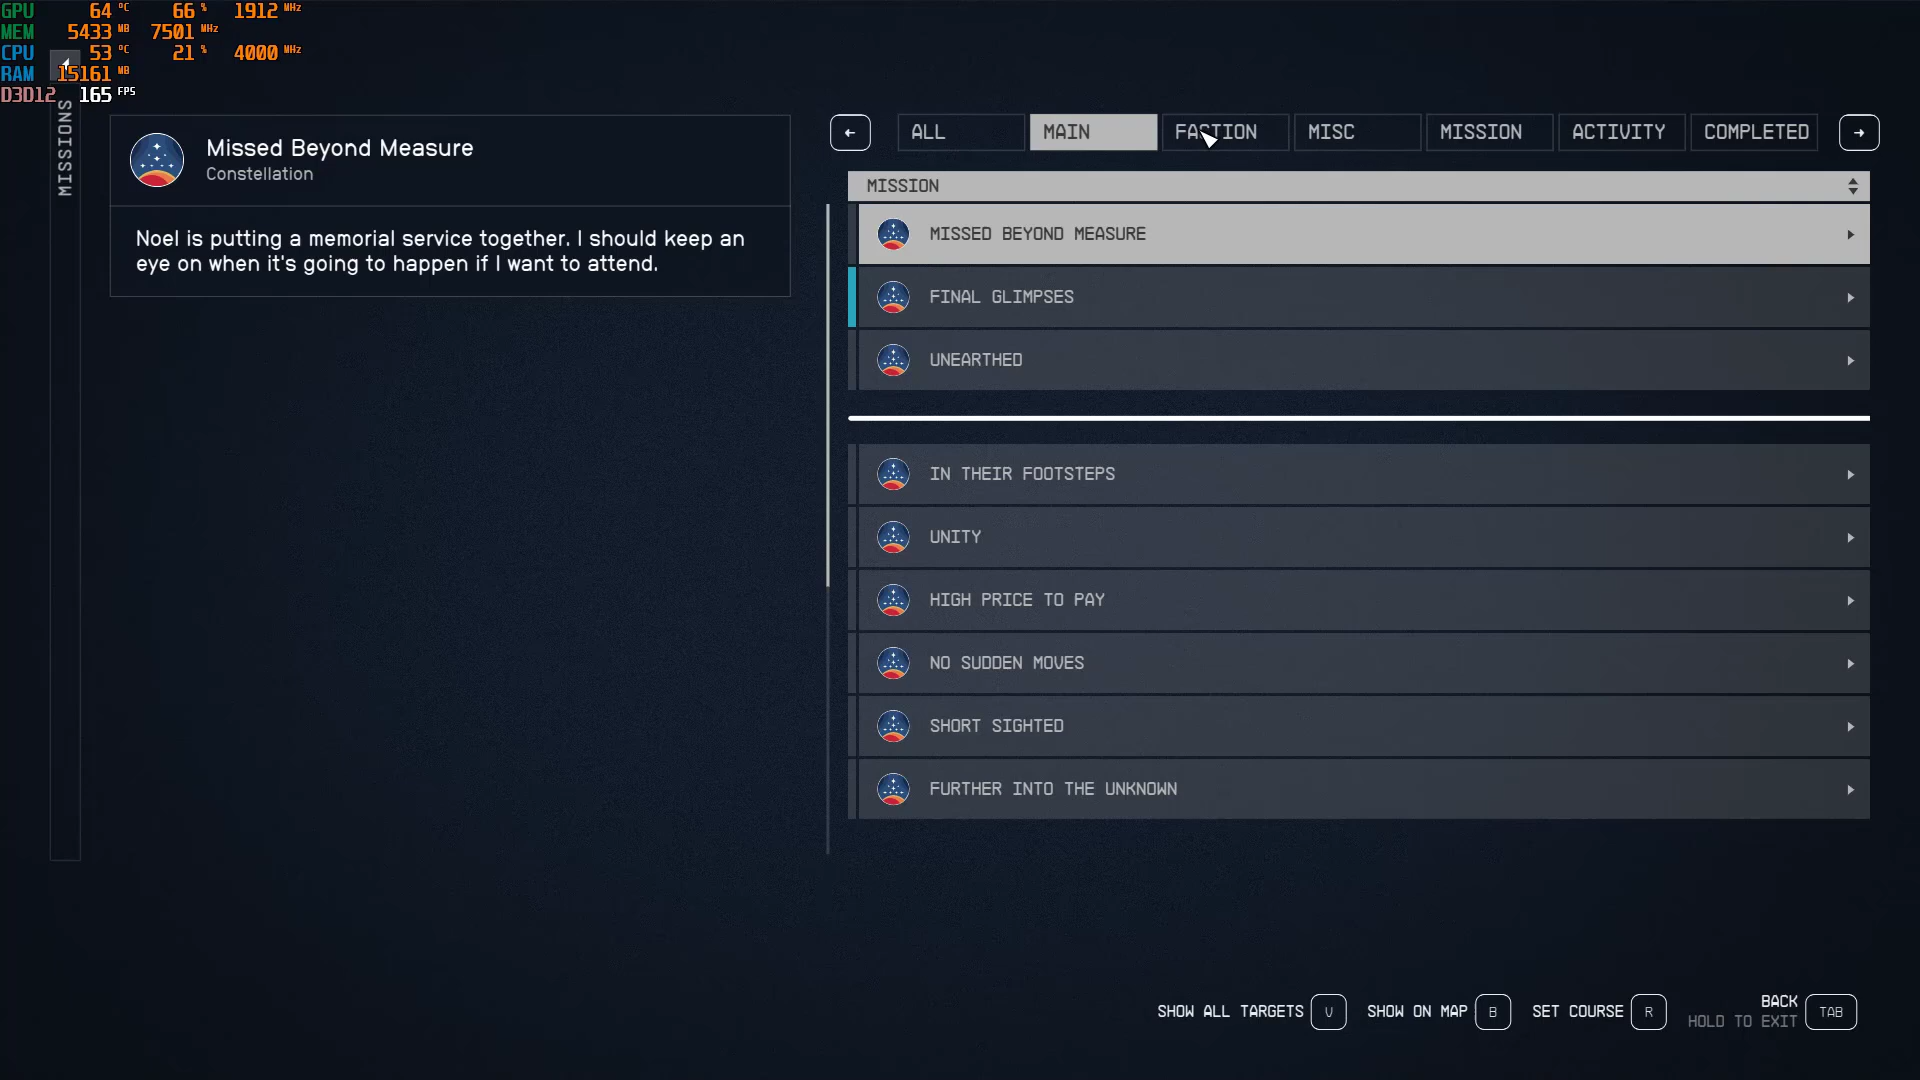 GPU 64 °C 66 % 1912 MHz
MEM 5433 MB 7501 MHz
CPU 53 °C 21 % 4000 MHz
RAM 15161 MB
D3D12 165 FPS
MISSIONS
Missed Beyond Measure
Constellation
Noel is putting a memorial service together. I should keep an
eye on when it's going to happen if I want to attend.
← ALL MAIN FACTION MISC MISSION ACTIVITY COMPLETED →
MISSION
MISSED BEYOND MEASURE
FINAL GLIMPSES
UNEARTHED
IN THEIR FOOTSTEPS
UNITY
HIGH PRICE TO PAY
NO SUDDEN MOVES
SHORT SIGHTED
FURTHER INTO THE UNKNOWN
SHOW ALL TARGETS V SHOW ON MAP B SET COURSE R BACK TAB
HOLD TO EXIT